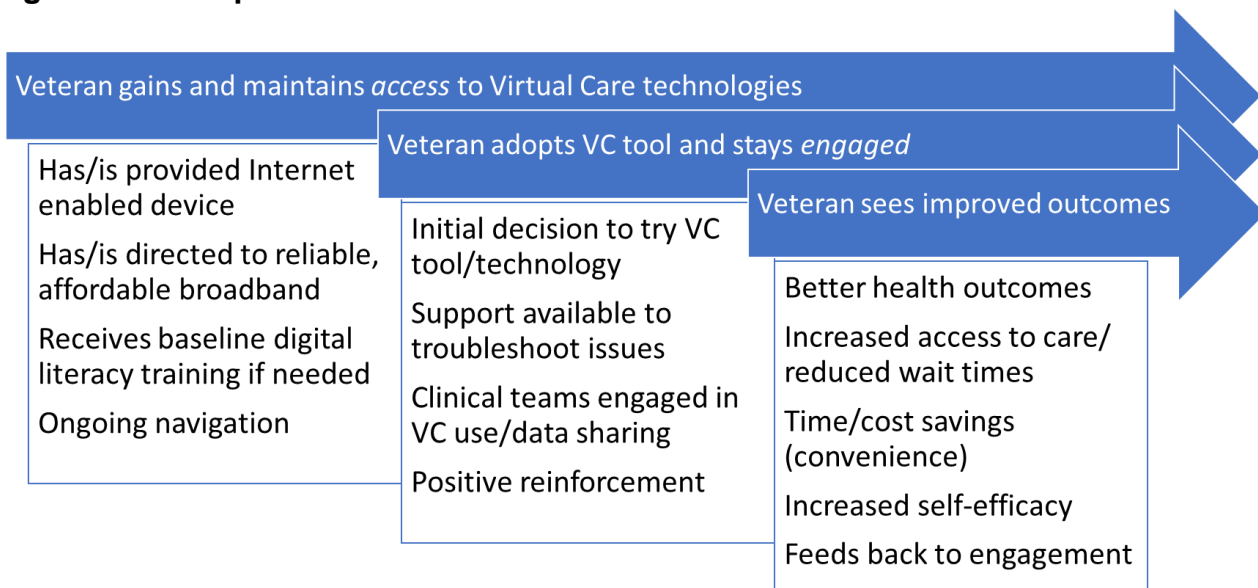 Veteran gains and maintains access to Virtual Care technologies
Has/is provided Internet
enabled device
Has/is directed to reliable,
affordable broadband
Receives baseline digital
literacy training if needed
Ongoing navigation
Veteran adopts VC tool and stays engaged
Initial decision to try VC
tool/technology
Support available to
troubleshoot issues
Clinical teams engaged in
VC use/data sharing
Positive reinforcement
Veteran sees improved outcomes
Better health outcomes
Increased access to care/
reduced wait times
Time/cost savings
(convenience)
Increased self-efficacy
Feeds back to engagement